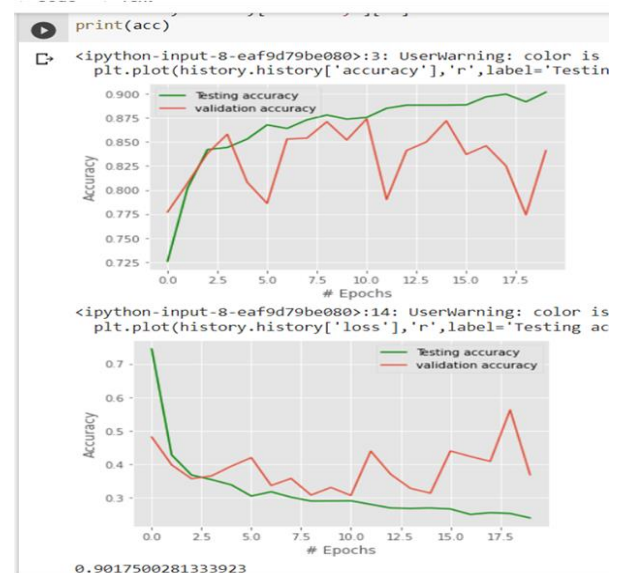 print(acc)
<ipython-input-8-eaf9d79be080>:3: UserWarning: color is
plt.plot(history.history['accuracy'],'r',label='Testin
0.900
0.875
0.850
0.825
0.800
0.775
0.750
0.725
Accuracy
Testing accuracy
validation accuracy
0.0 2.5 5.0 7.5 10.0 12.5 15.0 17.5
# Epochs
<ipython-input-8-eaf9d79be080>:14: UserWarning: color is
plt.plot(history.history['loss'],'r',label='Testing ac
0.7
0.6
0.5
0.4
0.3
Accuracy
Testing accuracy
validation accuracy
0.0 2.5 5.0 7.5 10.0 12.5 15.0 17.5
# Epochs
0.9017500281333923